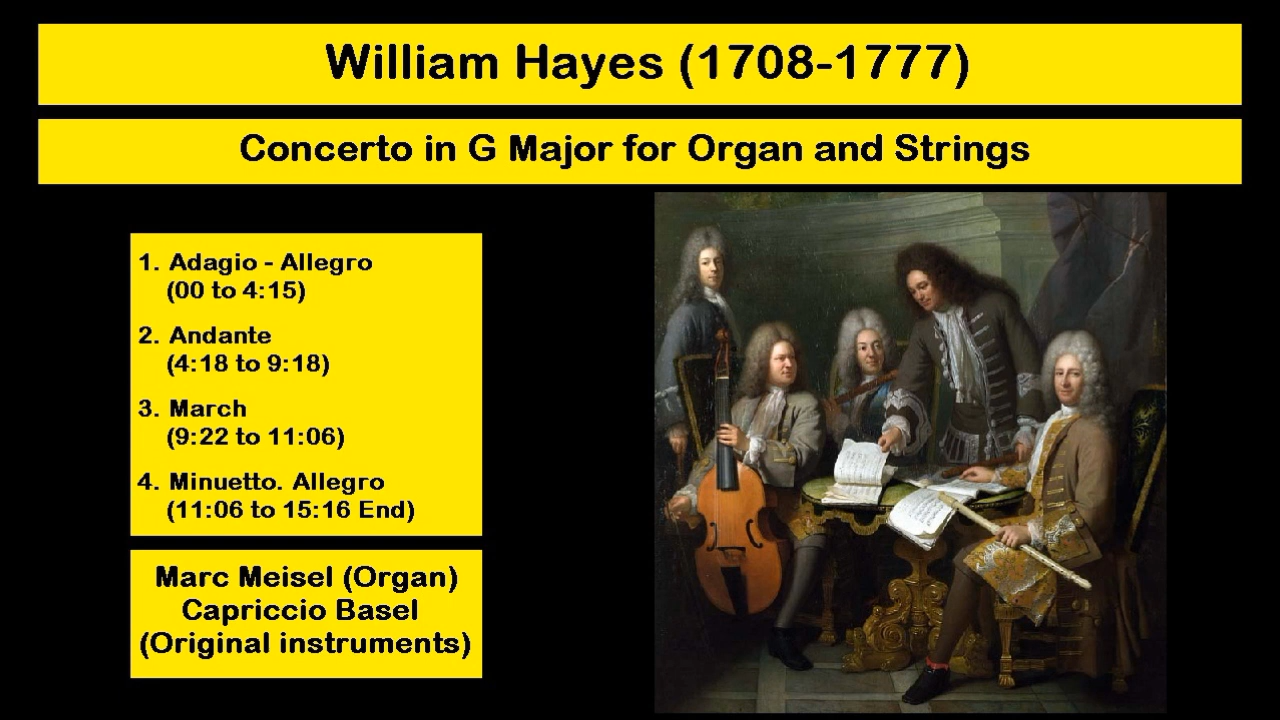 William Hayes (1708-1777)
Concerto in G Major for Organ and Strings
1. Adagio - Allegro
(00 to 4:15)
2. Andante
(4:18 to 9:18)
3. March
(9:22 to 11:06)
4. Minuetto. Allegro
(11:06 to 15:16 End)
Marc Meisel (Organ)
Capriccio Basel
(Original instruments)